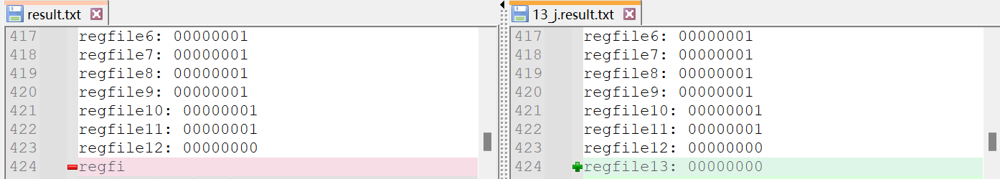 result.txt
417 regfile6: 00000001
418 regfile7: 00000001
419 regfile8: 00000001
420 regfile9: 00000001
421 regfile10: 00000001
422 regfile11: 00000001
423 regfile12: 00000000
424 regfi
13_j.result.txt
417 regfile6: 00000001
418 regfile7: 00000001
419 regfile8: 00000001
420 regfile9: 00000001
421 regfile10: 00000001
422 regfile11: 00000001
423 regfile12: 00000000
424 regfile13: 00000000